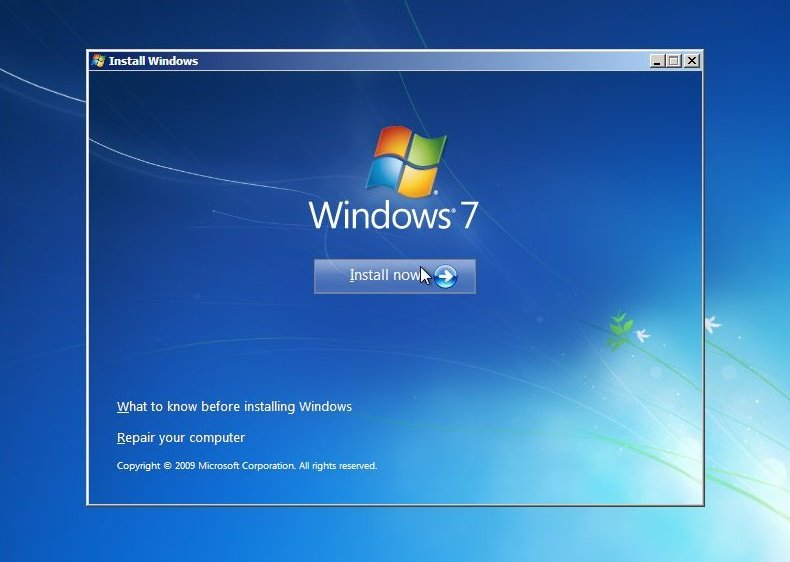 Install Windows
Windows® 7
Install now
What to know before installing Windows
Repair your computer
Copyright © 2009 Microsoft Corporation. All rights reserved.